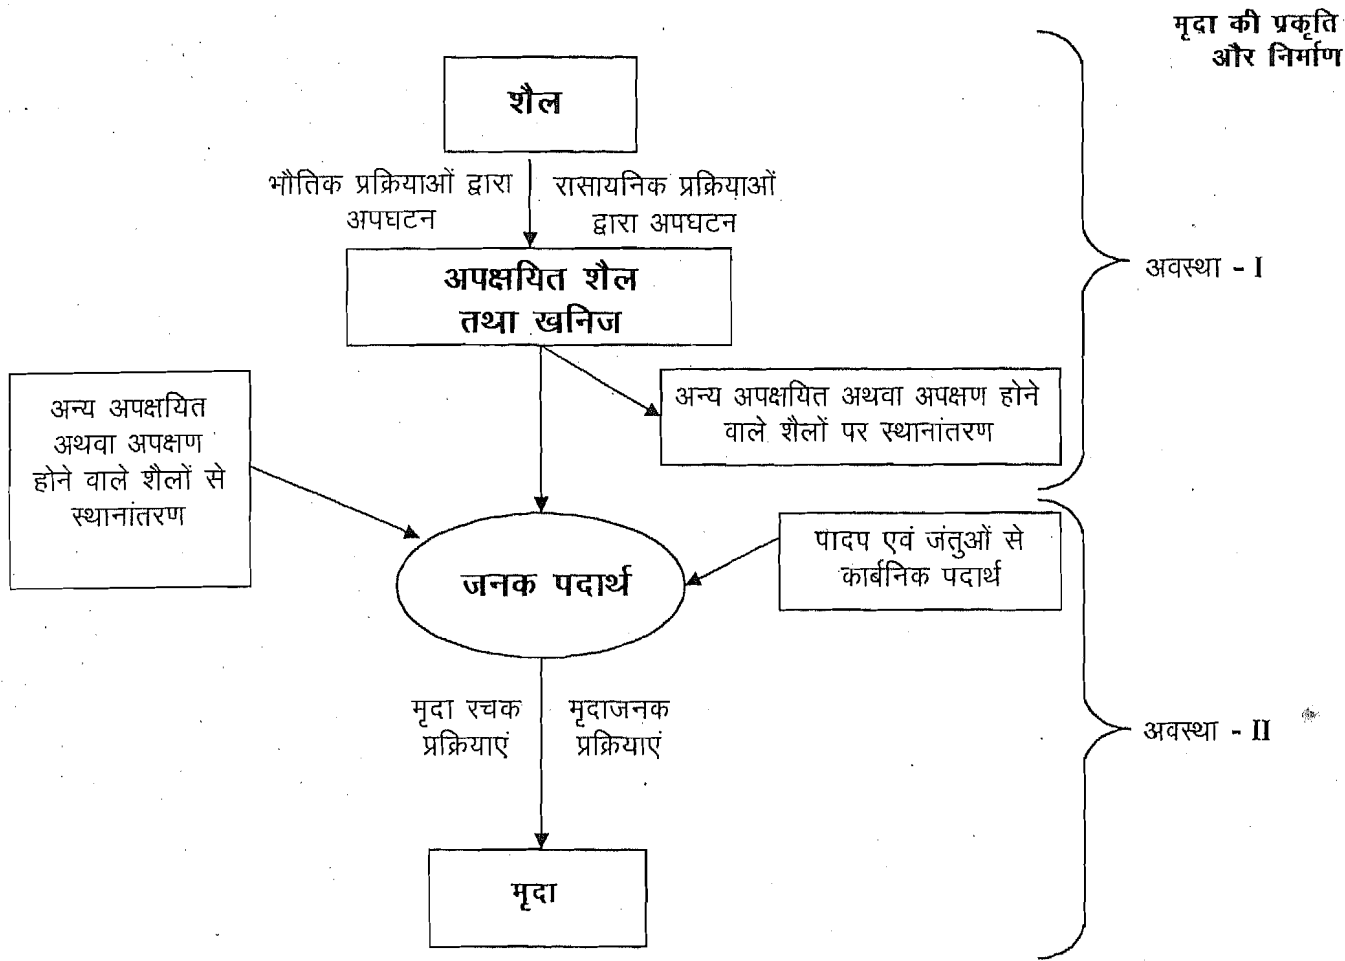 मृदा की प्रकृति
और निर्माण
शैल
भौतिक प्रक्रियाओं द्वारा
अपघटन
रासायनिक प्रक्रियाओं
द्वारा अपघटन
अपक्षयित शैल
तथा खनिज
अवस्था - I
अन्य अपक्षयित अथवा अपक्षण होने
वाले शैलों पर स्थानांतरण
अन्य अपक्षयित
अथवा अपक्षण
होने वाले शैलों से
स्थानांतरण
पादप एवं जंतुओं से
कार्बनिक पदार्थ
जनक पदार्थ
मृदा रचक
प्रक्रियाएं
मृदाजनक
प्रक्रियाएं
अवस्था - II
मृदा